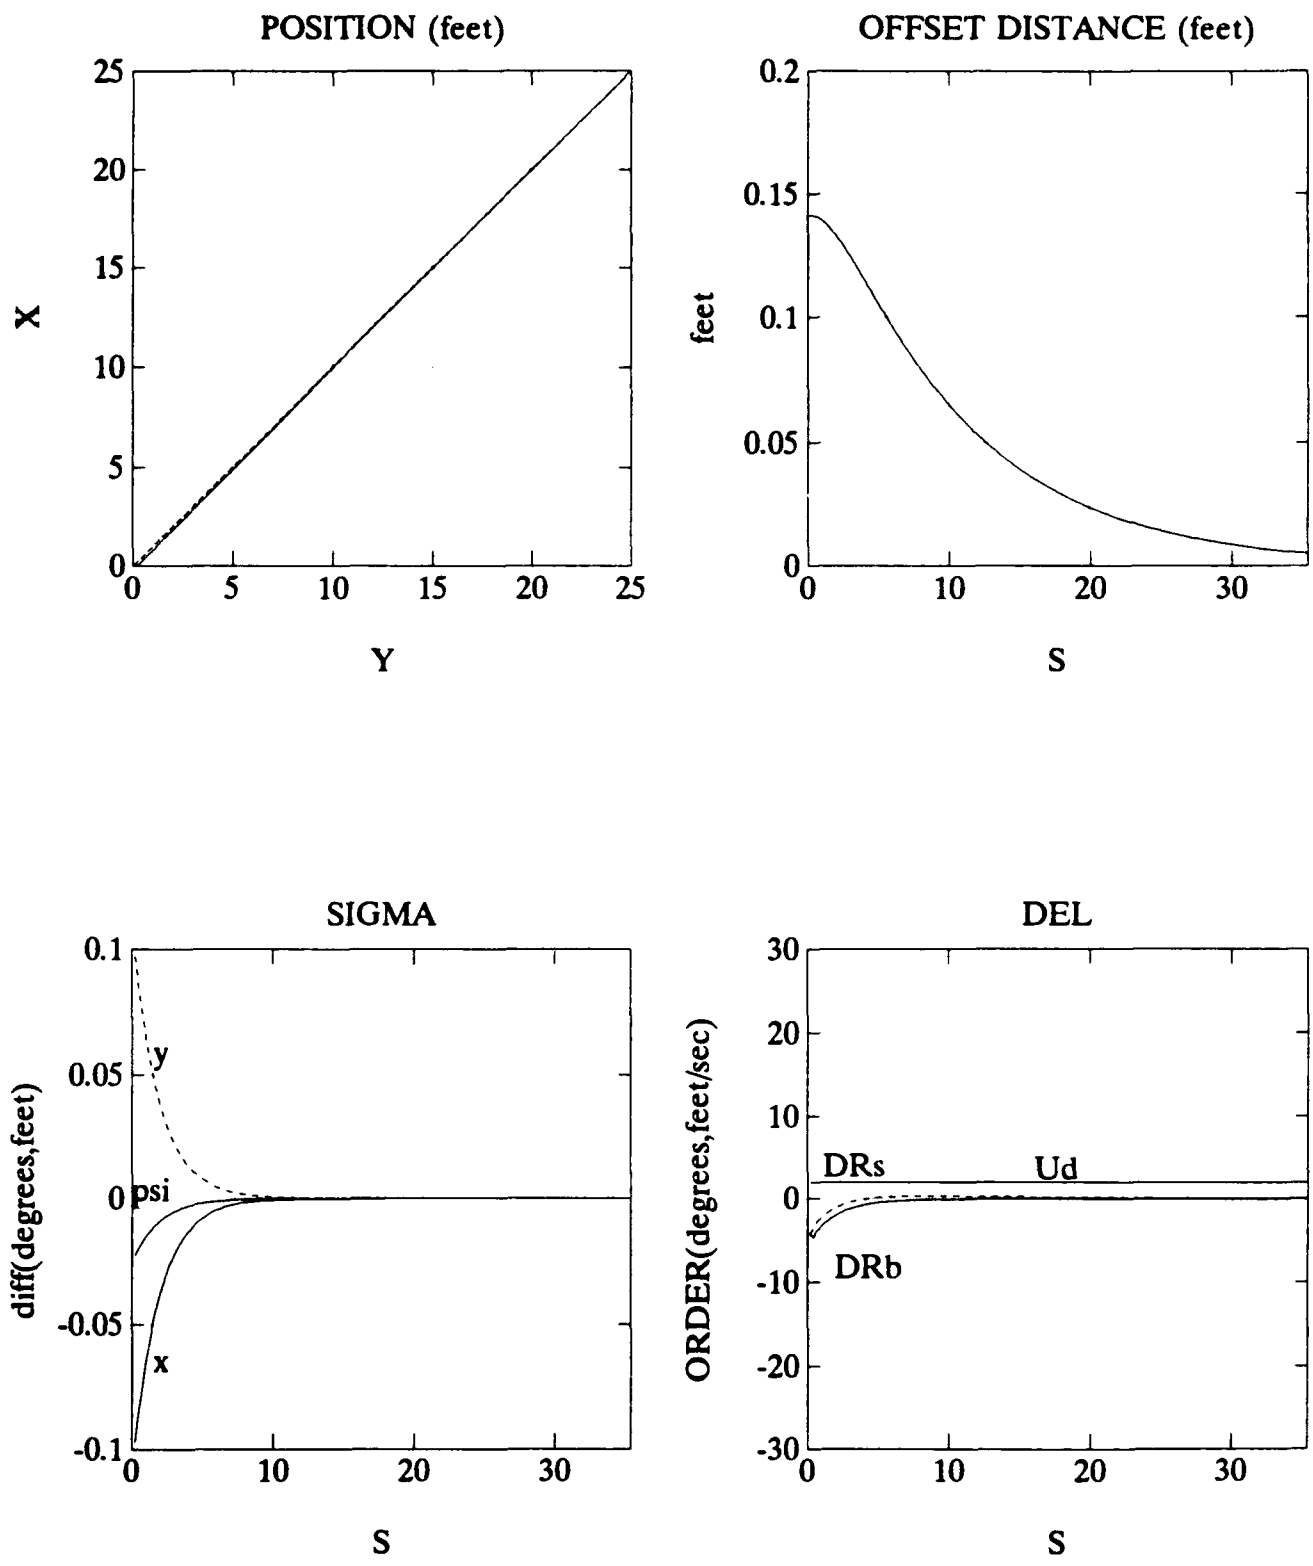 POSITION (feet)
25
20
15
10
5
0
X
0 5 10 15 20 25
Y
OFFSET DISTANCE (feet)
0.2
0.15
0.1
0.05
0
feet
0 10 20 30
S
SIGMA
0.1
0.05
0
-0.05
-0.1
diff(degrees,feet)
y
psi
x
0 10 20 30
S
DEL
30
20
10
0
-10
-20
-30
ORDER(degrees,feet/sec)
DRs
Ud
DRb
0 10 20 30
S